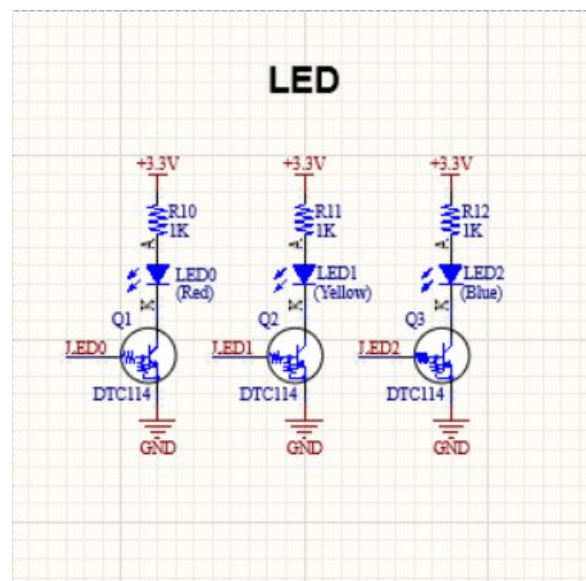 LED
+3.3V
R10
1K
A
LED0
(Red)
K
Q1
LED0
DTC114
GND
+3.3V
R11
1K
A
LED1
(Yellow)
K
Q2
LED1
DTC114
GND
+3.3V
R12
1K
A
LED2
(Blue)
K
Q3
LED2
DTC114
GND